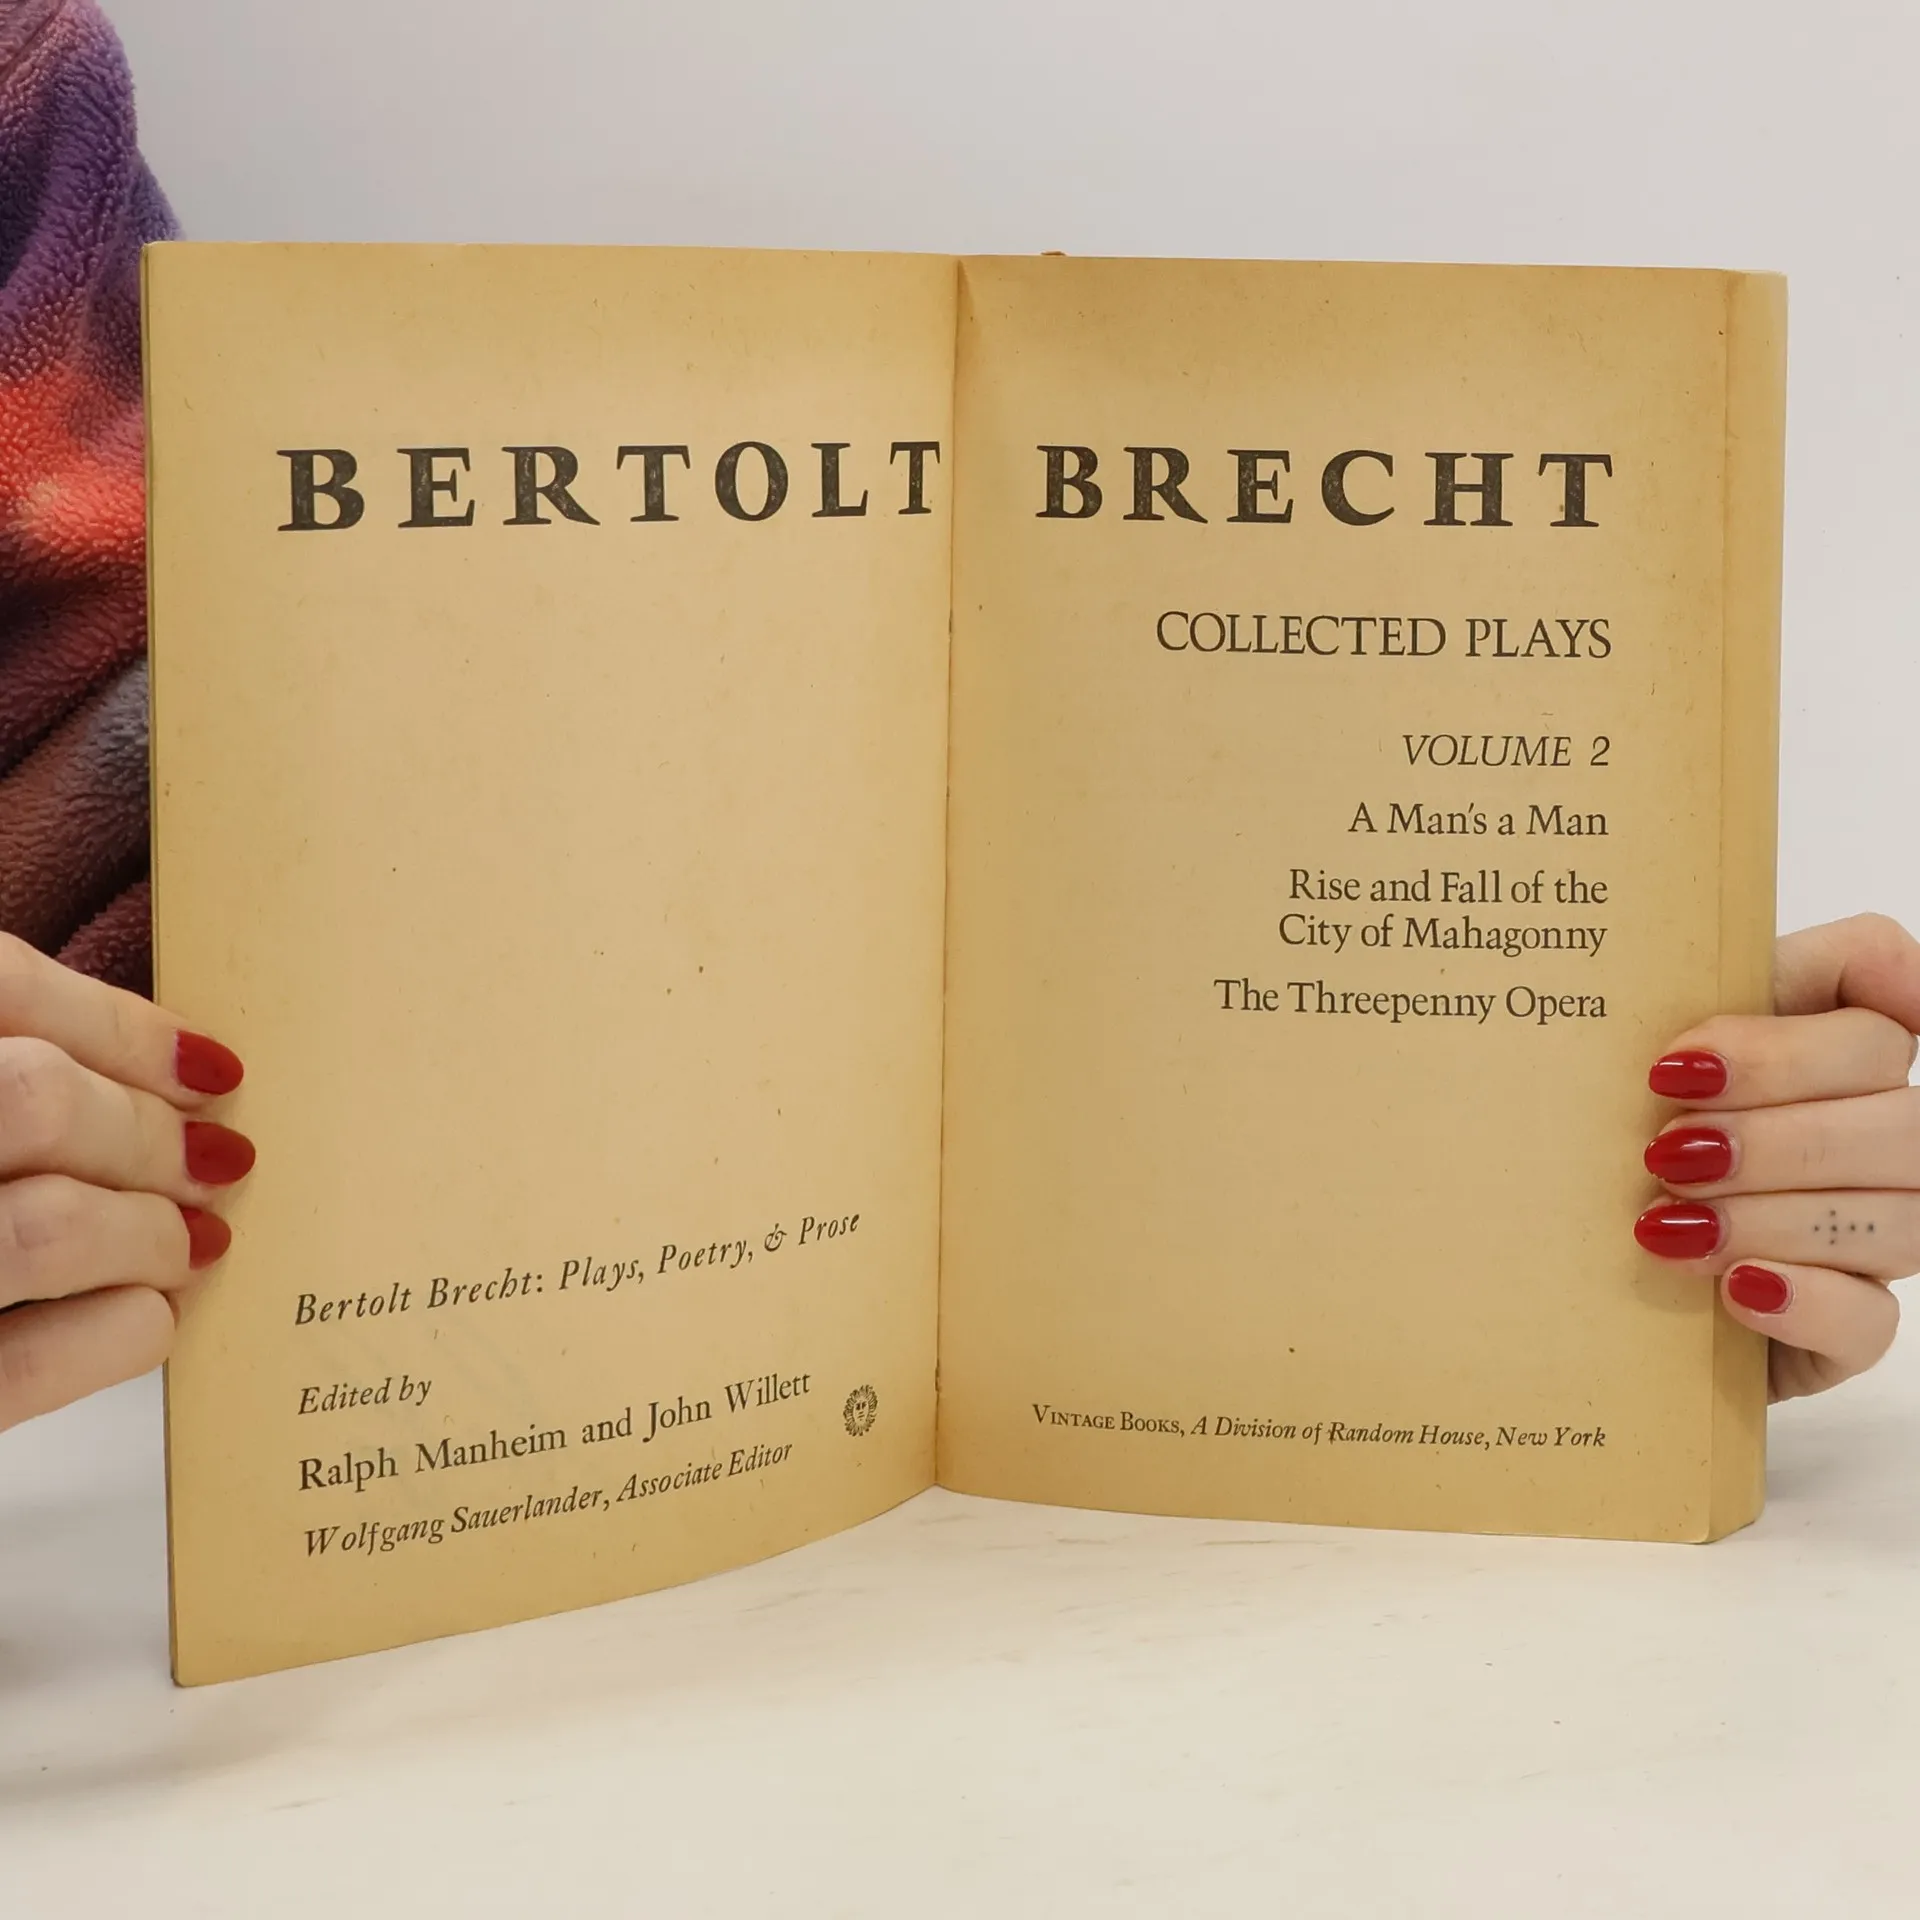 BERTOLT BRECHT
Bertolt Brecht: Plays, Poetry, & Prose
Edited by
Ralph Manheim and John Willett
Wolfgang Sauerlander, Associate Editor
COLLECTED PLAYS
VOLUME 2
A Man's a Man
Rise and Fall of the
City of Mahagonny
The Threepenny Opera
VINTAGE BOOKS, A Division of Random House, New York